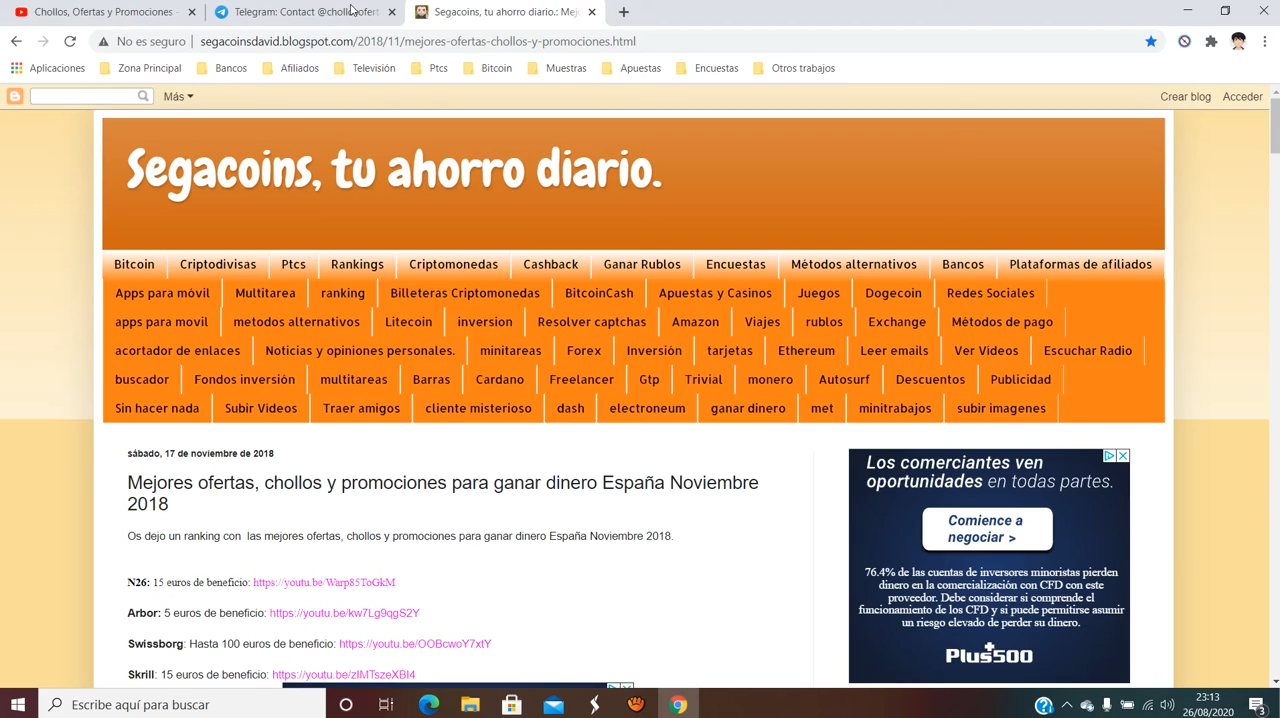 Chollos, Ofertas y Promociones -
Telegram: Contact @chollosofert
Segacoins, tu ahorro diario.: Mej
No es seguro
segacoinsdavid.blogspot.com/2018/11/mejores-ofertas-chollos-y-promociones.html
Aplicaciones Zona Principal Bancos Afiliados Televisión Ptcs Bitcoin Muestras Apuestas Encuestas Otros trabajos
Más Crear blog Acceder
Segacoins, tu ahorro diario.
Bitcoin Criptodivisas Ptcs Rankings Criptomonedas Cashback Ganar Rublos Encuestas Métodos alternativos Bancos Plataformas de afiliados
Apps para móvil Multitarea ranking Billeteras Criptomonedas BitcoinCash Apuestas y Casinos Juegos Dogecoin Redes Sociales
apps para movil metodos alternativos Litecoin inversion Resolver captchas Amazon Viajes rublos Exchange Métodos de pago
acortador de enlaces Noticias y opiniones personales. minitareas Forex Inversión tarjetas Ethereum Leer emails Ver Videos Escuchar Radio
buscador Fondos inversión multitareas Barras Cardano Freelancer Gtp Trivial monero Autosurf Descuentos Publicidad
Sin hacer nada Subir Videos Traer amigos cliente misterioso dash electroneum ganar dinero met minitrabajos subir imagenes
sábado, 17 de noviembre de 2018
Mejores ofertas, chollos y promociones para ganar dinero España Noviembre
2018
Os dejo un ranking con las mejores ofertas, chollos y promociones para ganar dinero España Noviembre 2018.
N26: 15 euros de beneficio: https://youtu.be/Warp85ToGkM
Arbor: 5 euros de beneficio: https://youtu.be/kw7Lg9qgS2Y
Swissborg: Hasta 100 euros de beneficio: https://youtu.be/OOBcwoY7xtY
Skrill: 15 euros de beneficio: https://youtu.be/zIMTszeXBI4
Los comerciantes ven
oportunidades en todas partes.
Comience a
negociar >
76.4% de las cuentas de inversores minoristas pierden
dinero en la comercialización con CFD con este
proveedor. Debe considerar si comprende el
funcionamiento de los CFD y si puede permitirse asumir
un riesgo elevado de perder su dinero.
Plus500
Escribe aquí para buscar
23:13
26/08/2020
3